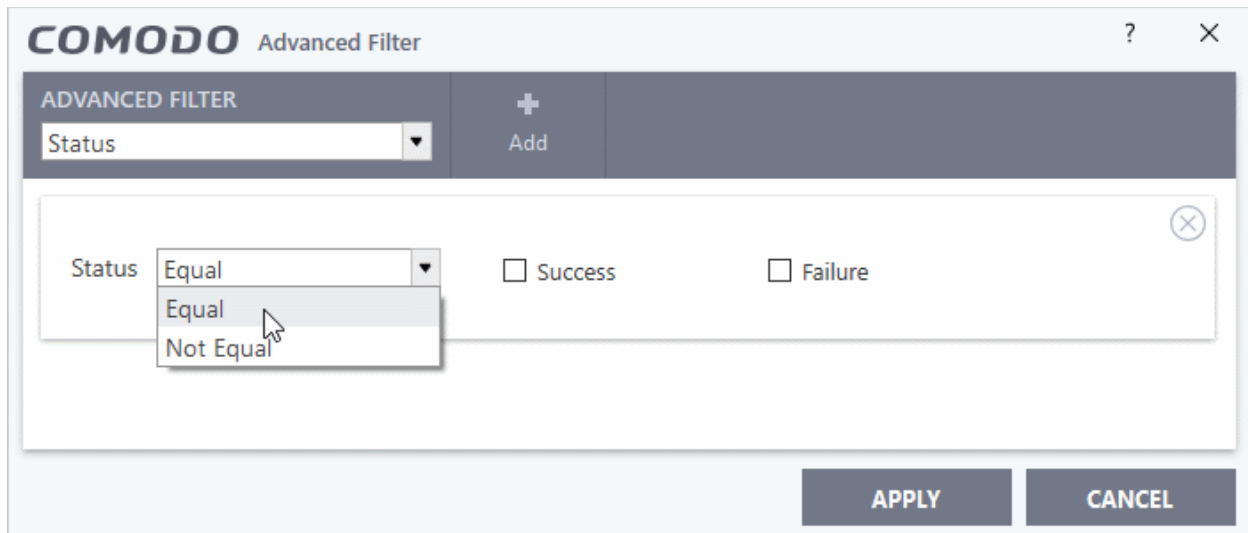 COMODO Advanced Filter ?
ADVANCED FILTER
Status
Add
Status Equal Success Failure
Equal
Not Equal
APPLY CANCEL